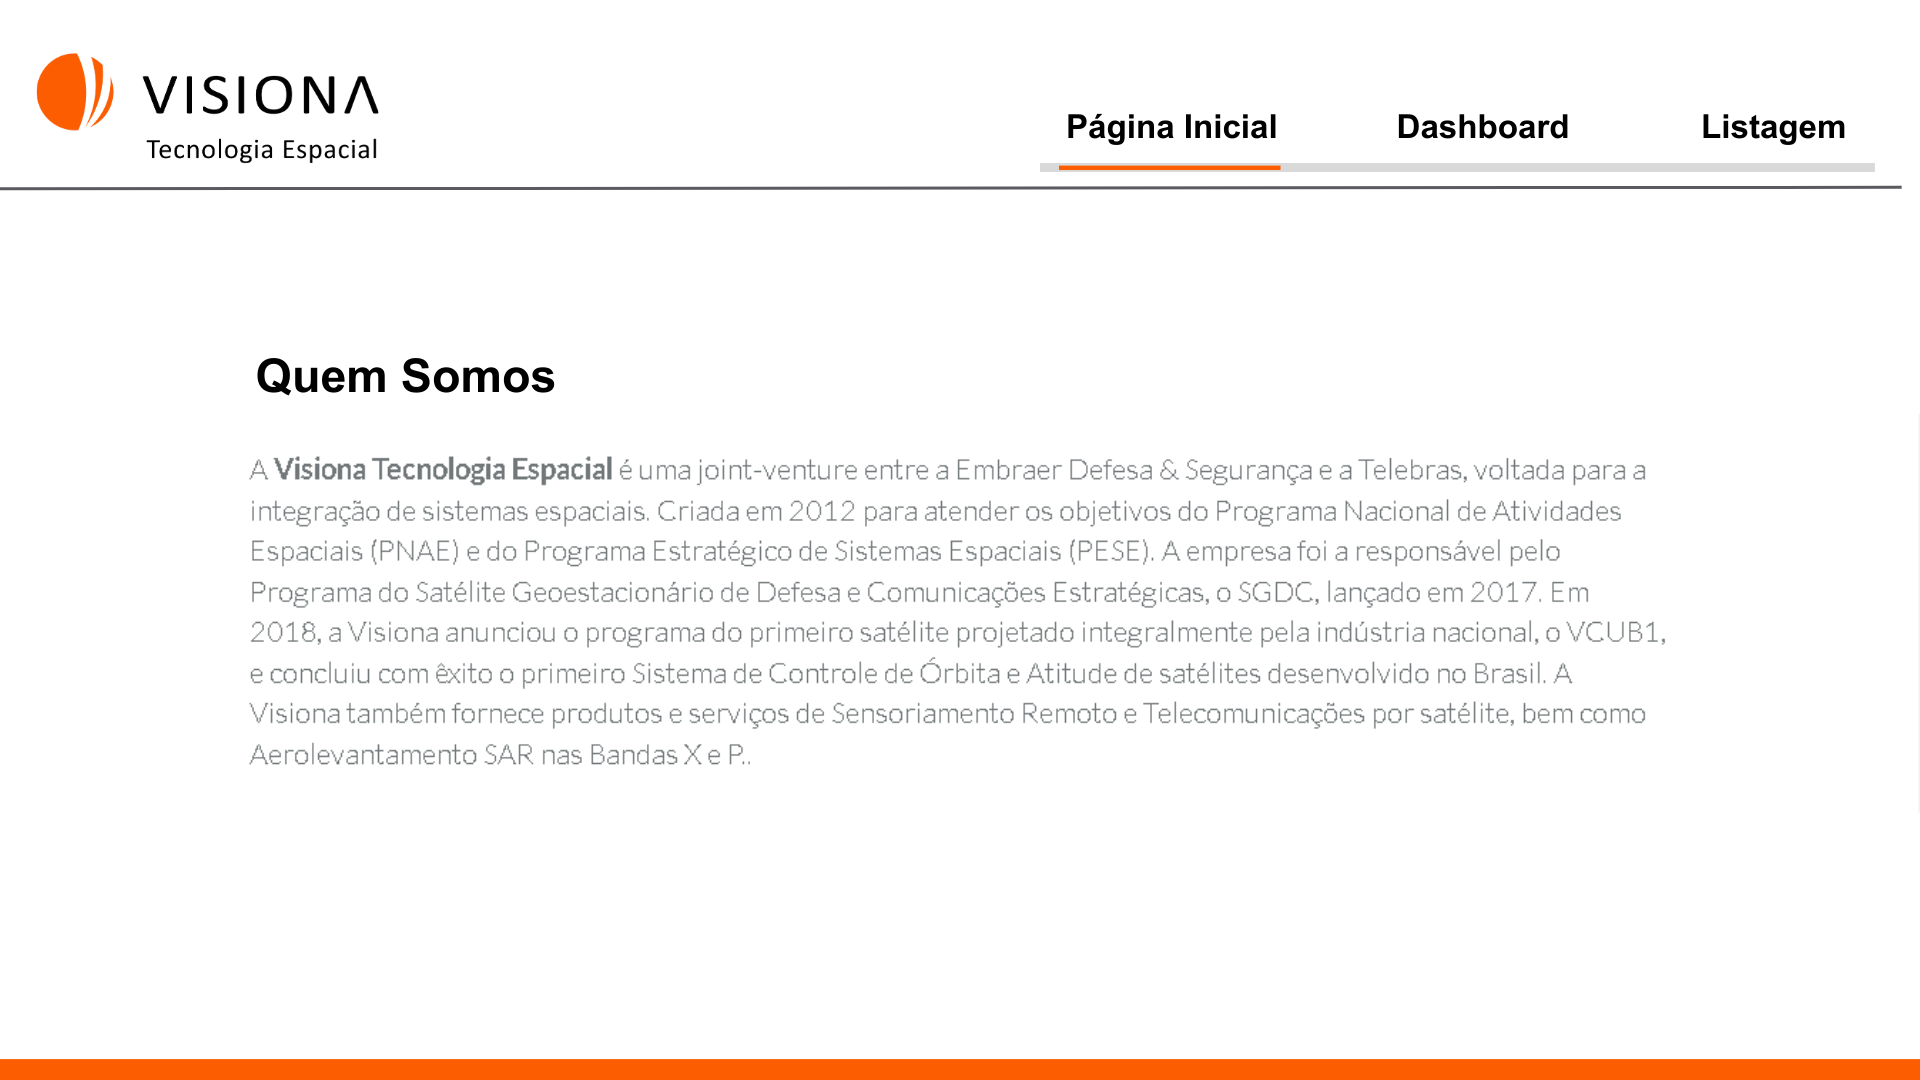 VISIONA
Tecnologia Espacial
Página Inicial
Dashboard
Listagem
Quem Somos
A Visiona Tecnologia Espacial é uma joint-venture entre a Embraer Defesa & Segurança e a Telebras, voltada para a
integração de sistemas espaciais. Criada em 2012 para atender os objetivos do Programa Nacional de Atividades
Espaciais (PNAE) e do Programa Estratégico de Sistemas Espaciais (PESE). A empresa foi a responsável pelo
Programa do Satélite Geoestacionário de Defesa e Comunicações Estratégicas, o SGDC, lançado em 2017. Em
2018, a Visiona anunciou o programa do primeiro satélite projetado integralmente pela indústria nacional, o VCUB1,
e concluiu com êxito o primeiro Sistema de Controle de Órbita e Atitude de satélites desenvolvido no Brasil. A
Visiona também fornece produtos e serviços de Sensoriamento Remoto e Telecomunicações por satélite, bem como
Aerolevantamento SAR nas Bandas X e P..